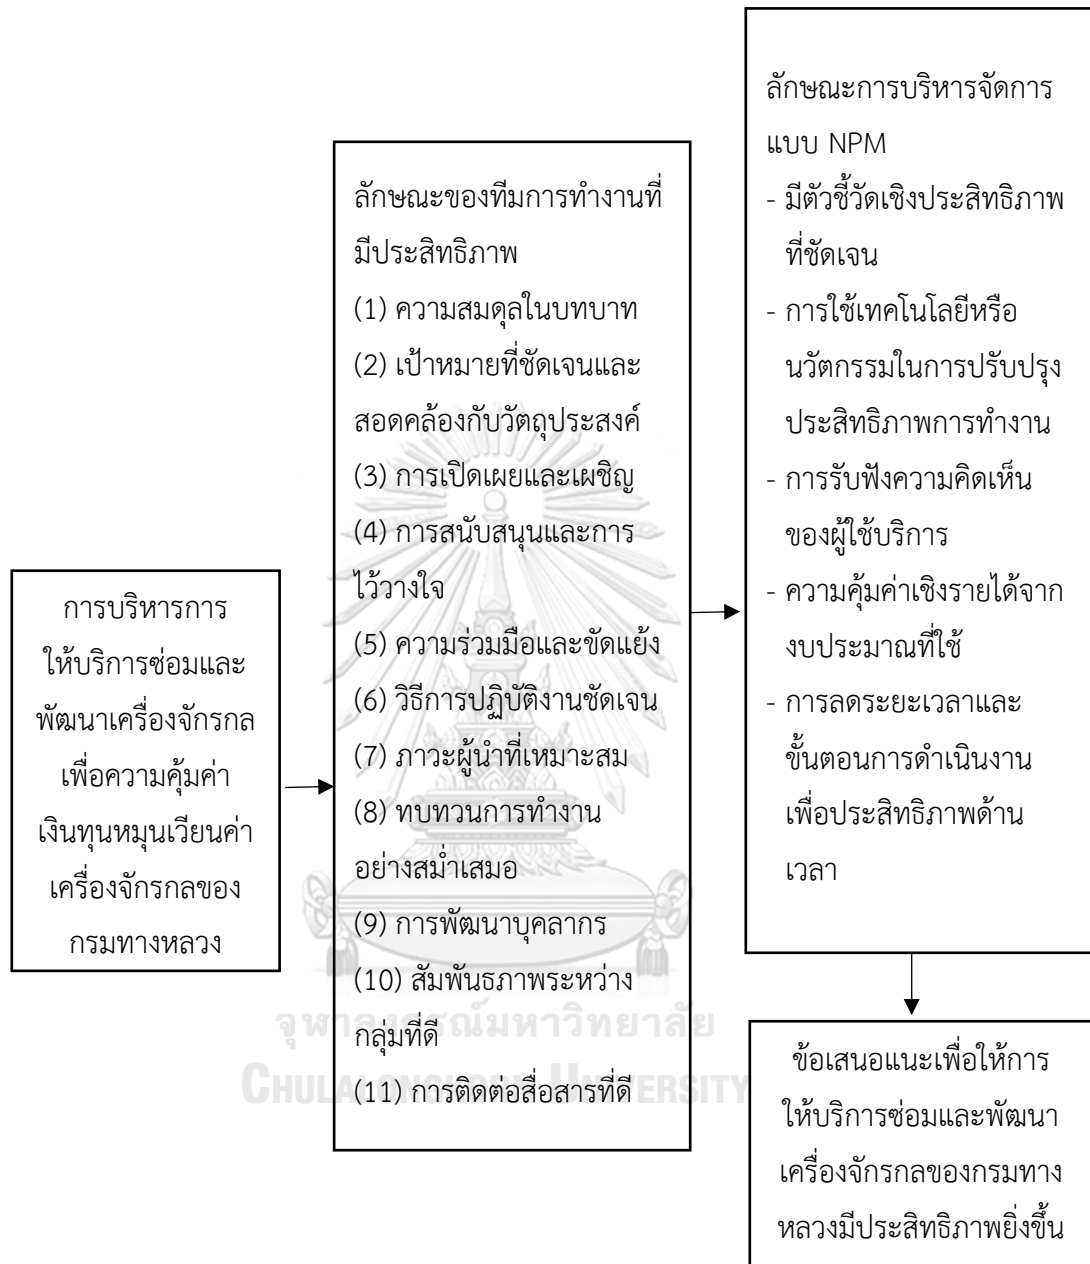 การบริหารการ
ให้บริการซ่อมและ
พัฒนาเครื่องจักรกล
เพื่อความคุ้มค่า
เงินทุนหมุนเวียนค่า
เครื่องจักรกลของ
กรมทางหลวง
ลักษณะของทีมการทำงานที่
มีประสิทธิภาพ
(1) ความสมดุลในบทบาท
(2) เป้าหมายที่ชัดเจนและ
สอดคล้องกับวัตถุประสงค์
(3) การเปิดเผยและเผชิญ
(4) การสนับสนุนและการ
ไว้วางใจ
(5) ความร่วมมือและขัดแย้ง
(6) วิธีการปฏิบัติงานชัดเจน
(7) ภาวะผู้นำที่เหมาะสม
(8) ทบทวนการทำงาน
อย่างสม่ำเสมอ
(9) การพัฒนาบุคลากร
(10) สัมพันธภาพระหว่าง
กลุ่มที่ดี
(11) การติดต่อสื่อสารที่ดี
ลักษณะการบริหารจัดการ
แบบ NPM
- มีตัวชี้วัดเชิงประสิทธิภาพ
ที่ชัดเจน
- การใช้เทคโนโลยีหรือ
นวัตกรรมในการปรับปรุง
ประสิทธิภาพการทำงาน
- การรับฟังความคิดเห็น
ของผู้ใช้บริการ
- ความคุ้มค่าเชิงรายได้จาก
งบประมาณที่ใช้
- การลดระยะเวลาและ
ขั้นตอนการดำเนินงาน
เพื่อประสิทธิภาพด้าน
เวลา
ข้อเสนอแนะเพื่อให้การ
ให้บริการซ่อมและพัฒนา
เครื่องจักรกลของกรมทาง
หลวงมีประสิทธิภาพยิ่งขึ้น
จุฬาลงกรณ์มหาวิทยาลัย
CHULALONGKORN UNIVERSITY